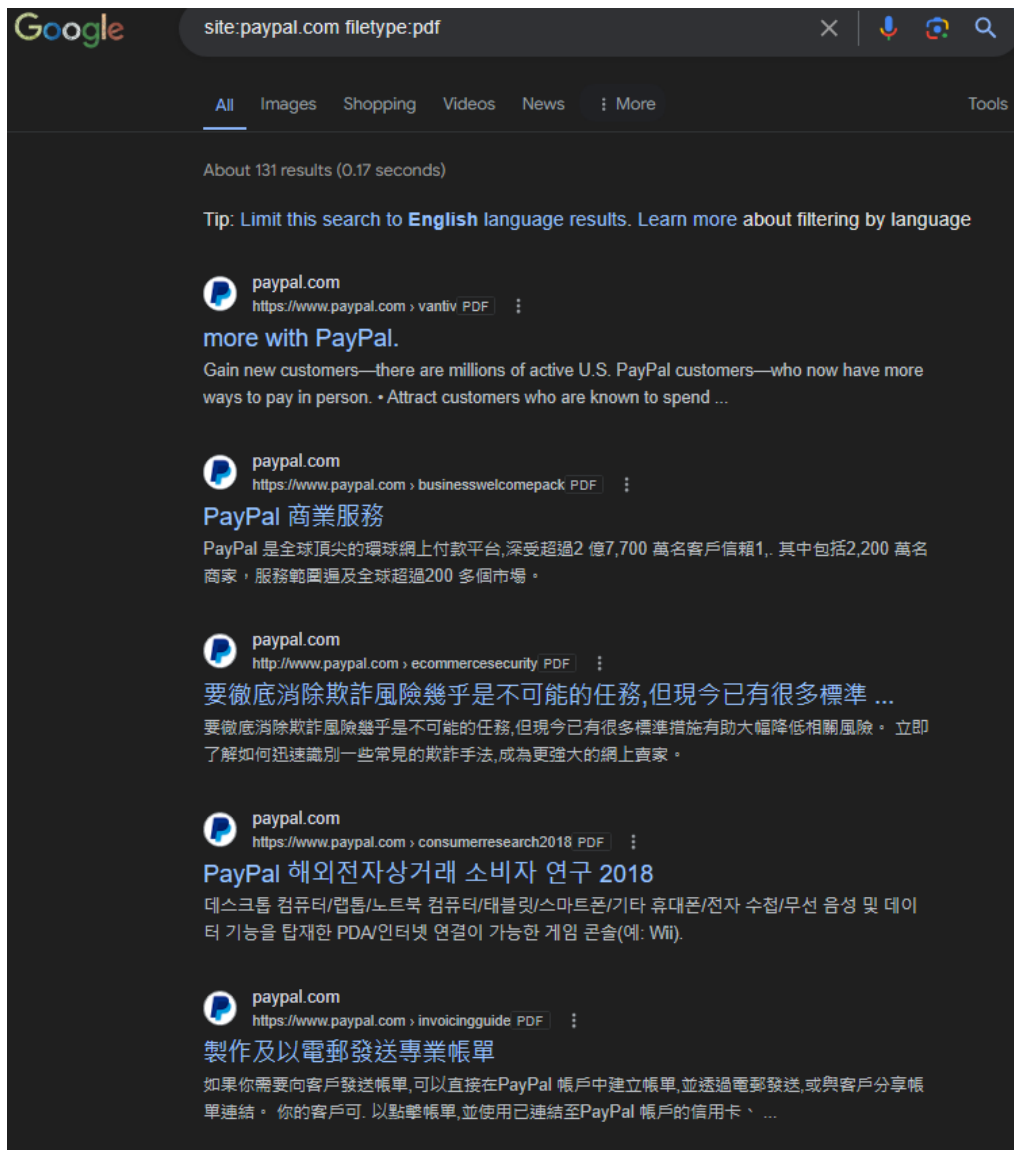 Google
site:paypal.com filetype:pdf
All Images Shopping Videos News More Tools
About 131 results (0.17 seconds)
Tip: Limit this search to English language results. Learn more about filtering by language
paypal.com
https://www.paypal.com › vantiv PDF
more with PayPal.
Gain new customers—there are millions of active U.S. PayPal customers—who now have more
ways to pay in person. • Attract customers who are known to spend ...
paypal.com
https://www.paypal.com › businesswelcomepack PDF
PayPal 商業服務
PayPal 是全球頂尖的環球網上付款平台,深受超過2 億7,700 萬名客戶信賴1,. 其中包括2,200 萬名
商家，服務範圍遍及全球超過200 多個市場。
paypal.com
http://www.paypal.com › ecommercesecurity PDF
要徹底消除欺詐風險幾乎是不可能的任務,但現今已有很多標準 ...
要徹底消除欺詐風險幾乎是不可能的任務,但現今已有很多標準措施有助大幅降低相關風險。 立即
了解如何迅速識別一些常見的欺詐手法,成為更強大的網上賣家。
paypal.com
https://www.paypal.com › consumerresearch2018 PDF
PayPal 해외전자상거래 소비자 연구 2018
데스크톱 컴퓨터/랩톱/노트북 컴퓨터/태블릿/스마트폰/기타 휴대폰/전자 수첩/무선 음성 및 데이
터 기능을 탑재한 PDA/인터넷 연결이 가능한 게임 콘솔(예: Wii).
paypal.com
https://www.paypal.com › invoicingguide PDF
製作及以電郵發送專業帳單
如果你需要向客戶發送帳單,可以直接在PayPal 帳戶中建立帳單,並透過電郵發送,或與客戶分享帳
單連結。 你的客戶可. 以點擊帳單,並使用已連結至PayPal 帳戶的信用卡、 ...